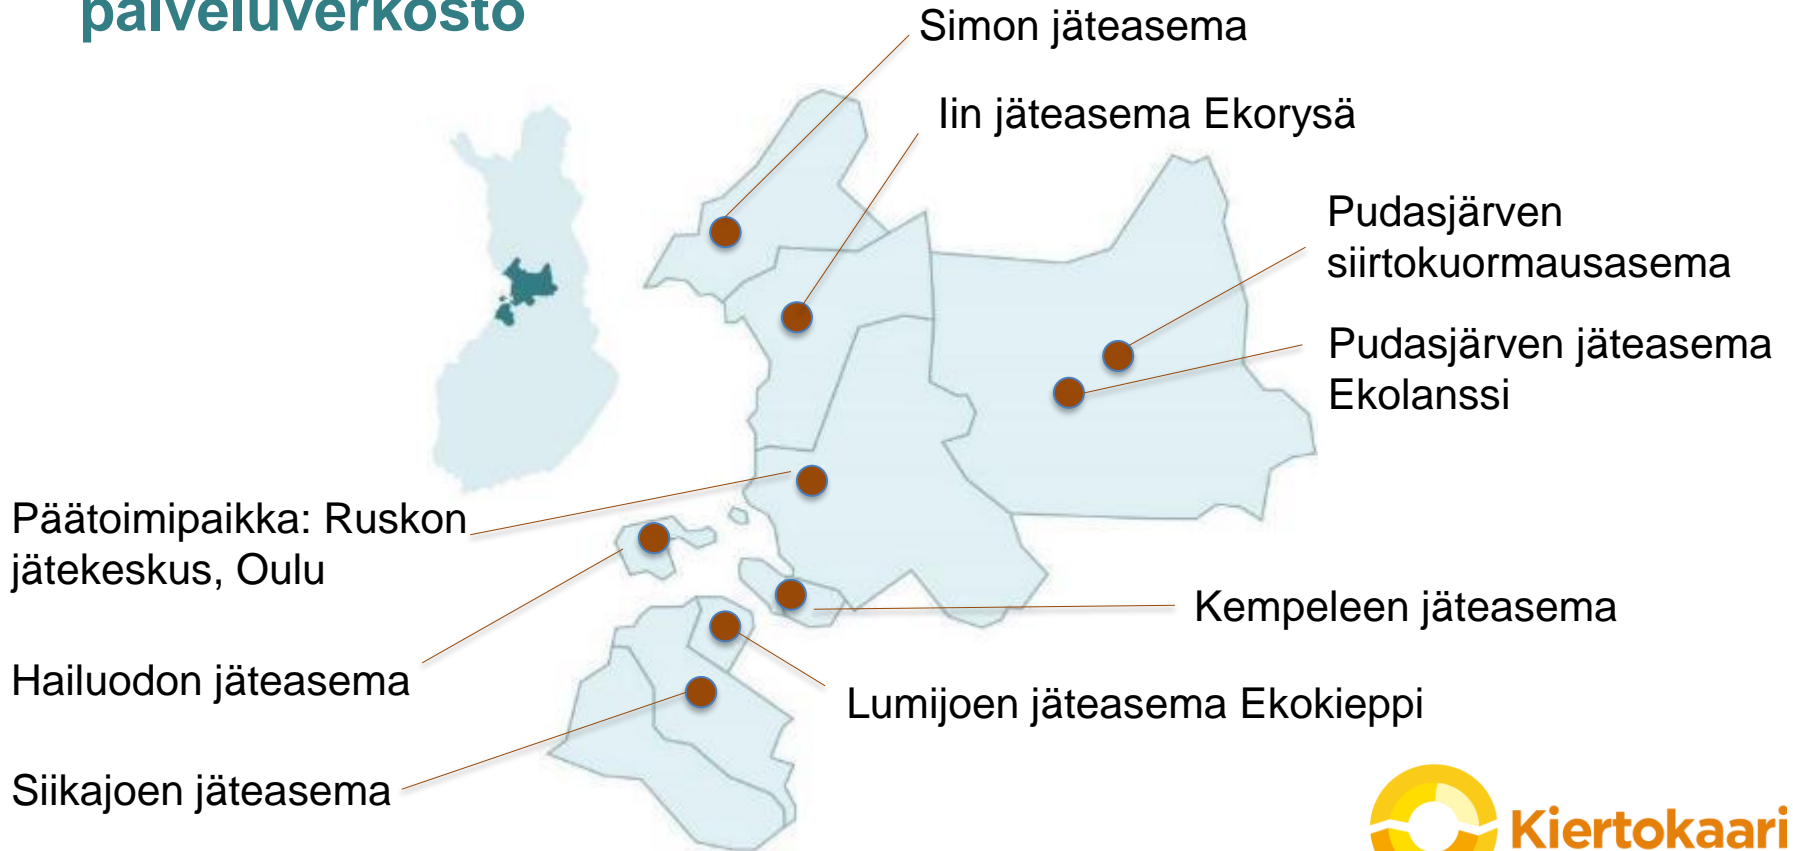 palveluverkosto
Simon jäteasema
Iin jäteasema Ekorysä
Pudasjärven
siirtokuormausasema
Pudasjärven jäteasema
Ekolanssi
Päätoimipaikka: Ruskon
jätekeskus, Oulu
Kempeleen jäteasema
Hailuodon jäteasema
Lumijoen jäteasema Ekokieppi
Siikajoen jäteasema
Kiertokaari